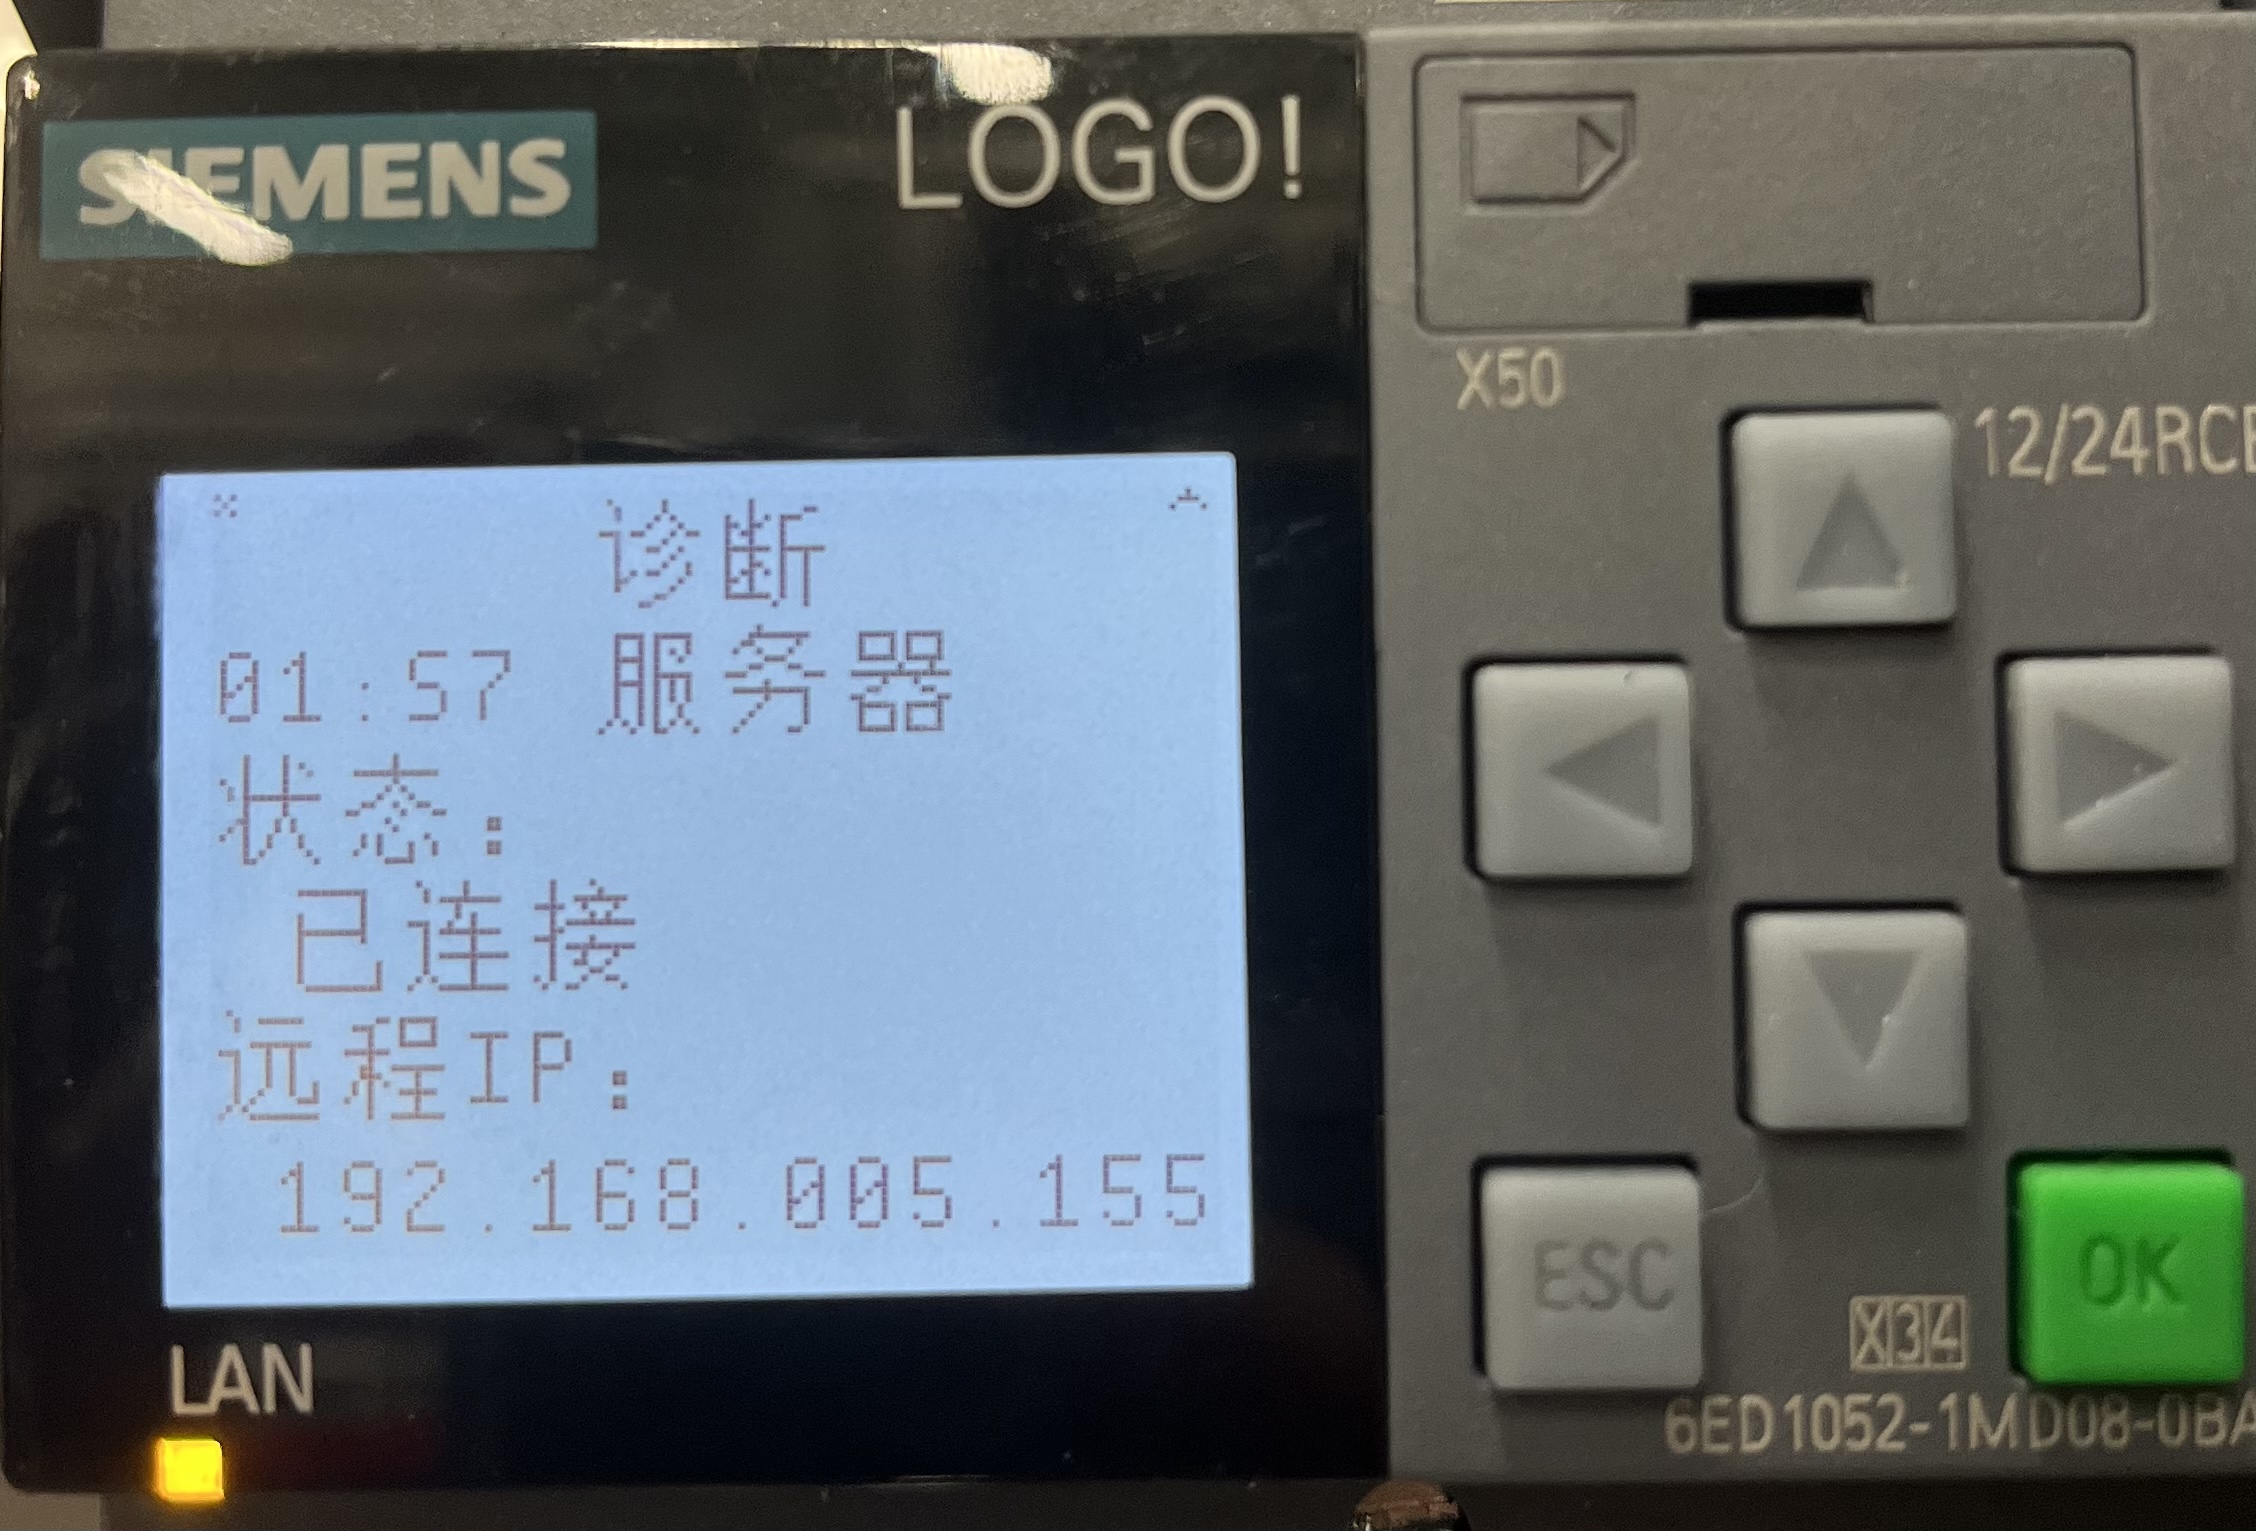 SIEMENS
LOGO!
X50
12/24RCE
诊断
01:57 服务器
状态：
已连接
远程IP：
192.168.005.155
ESC
OK
X34
LAN
6ED1052-1MD08-0BA